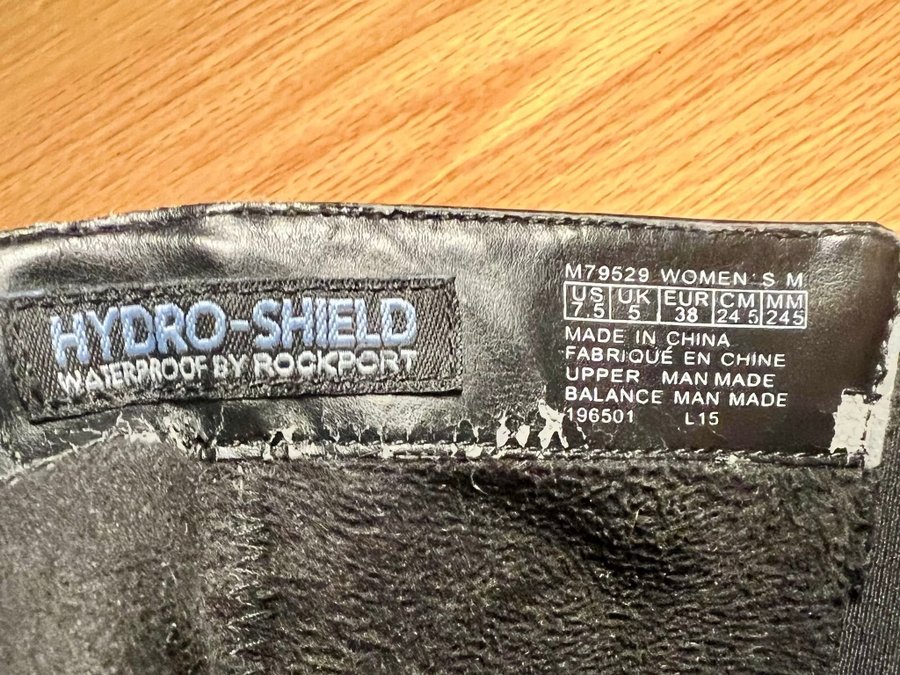 HYDRO-SHIELD
WATERPROOF BY ROCKPORT
M79529 WOMEN'S M
US UK EUR CM MM
7.5 5 38 24 5 245
MADE IN CHINA
FABRIQUÉ EN CHINE
UPPER MAN MADE
BALANCE MAN MADE
196501 L15